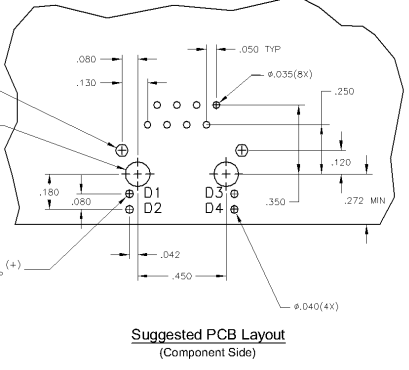 .080
.050 TYP
.130
ø.035(8X)
.250
.120
.180
D1
D3
.080
D2
D4
.350
.272 MIN
(+)
.042
.450
ø.040(4X)
Suggested PCB Layout
(Component Side)